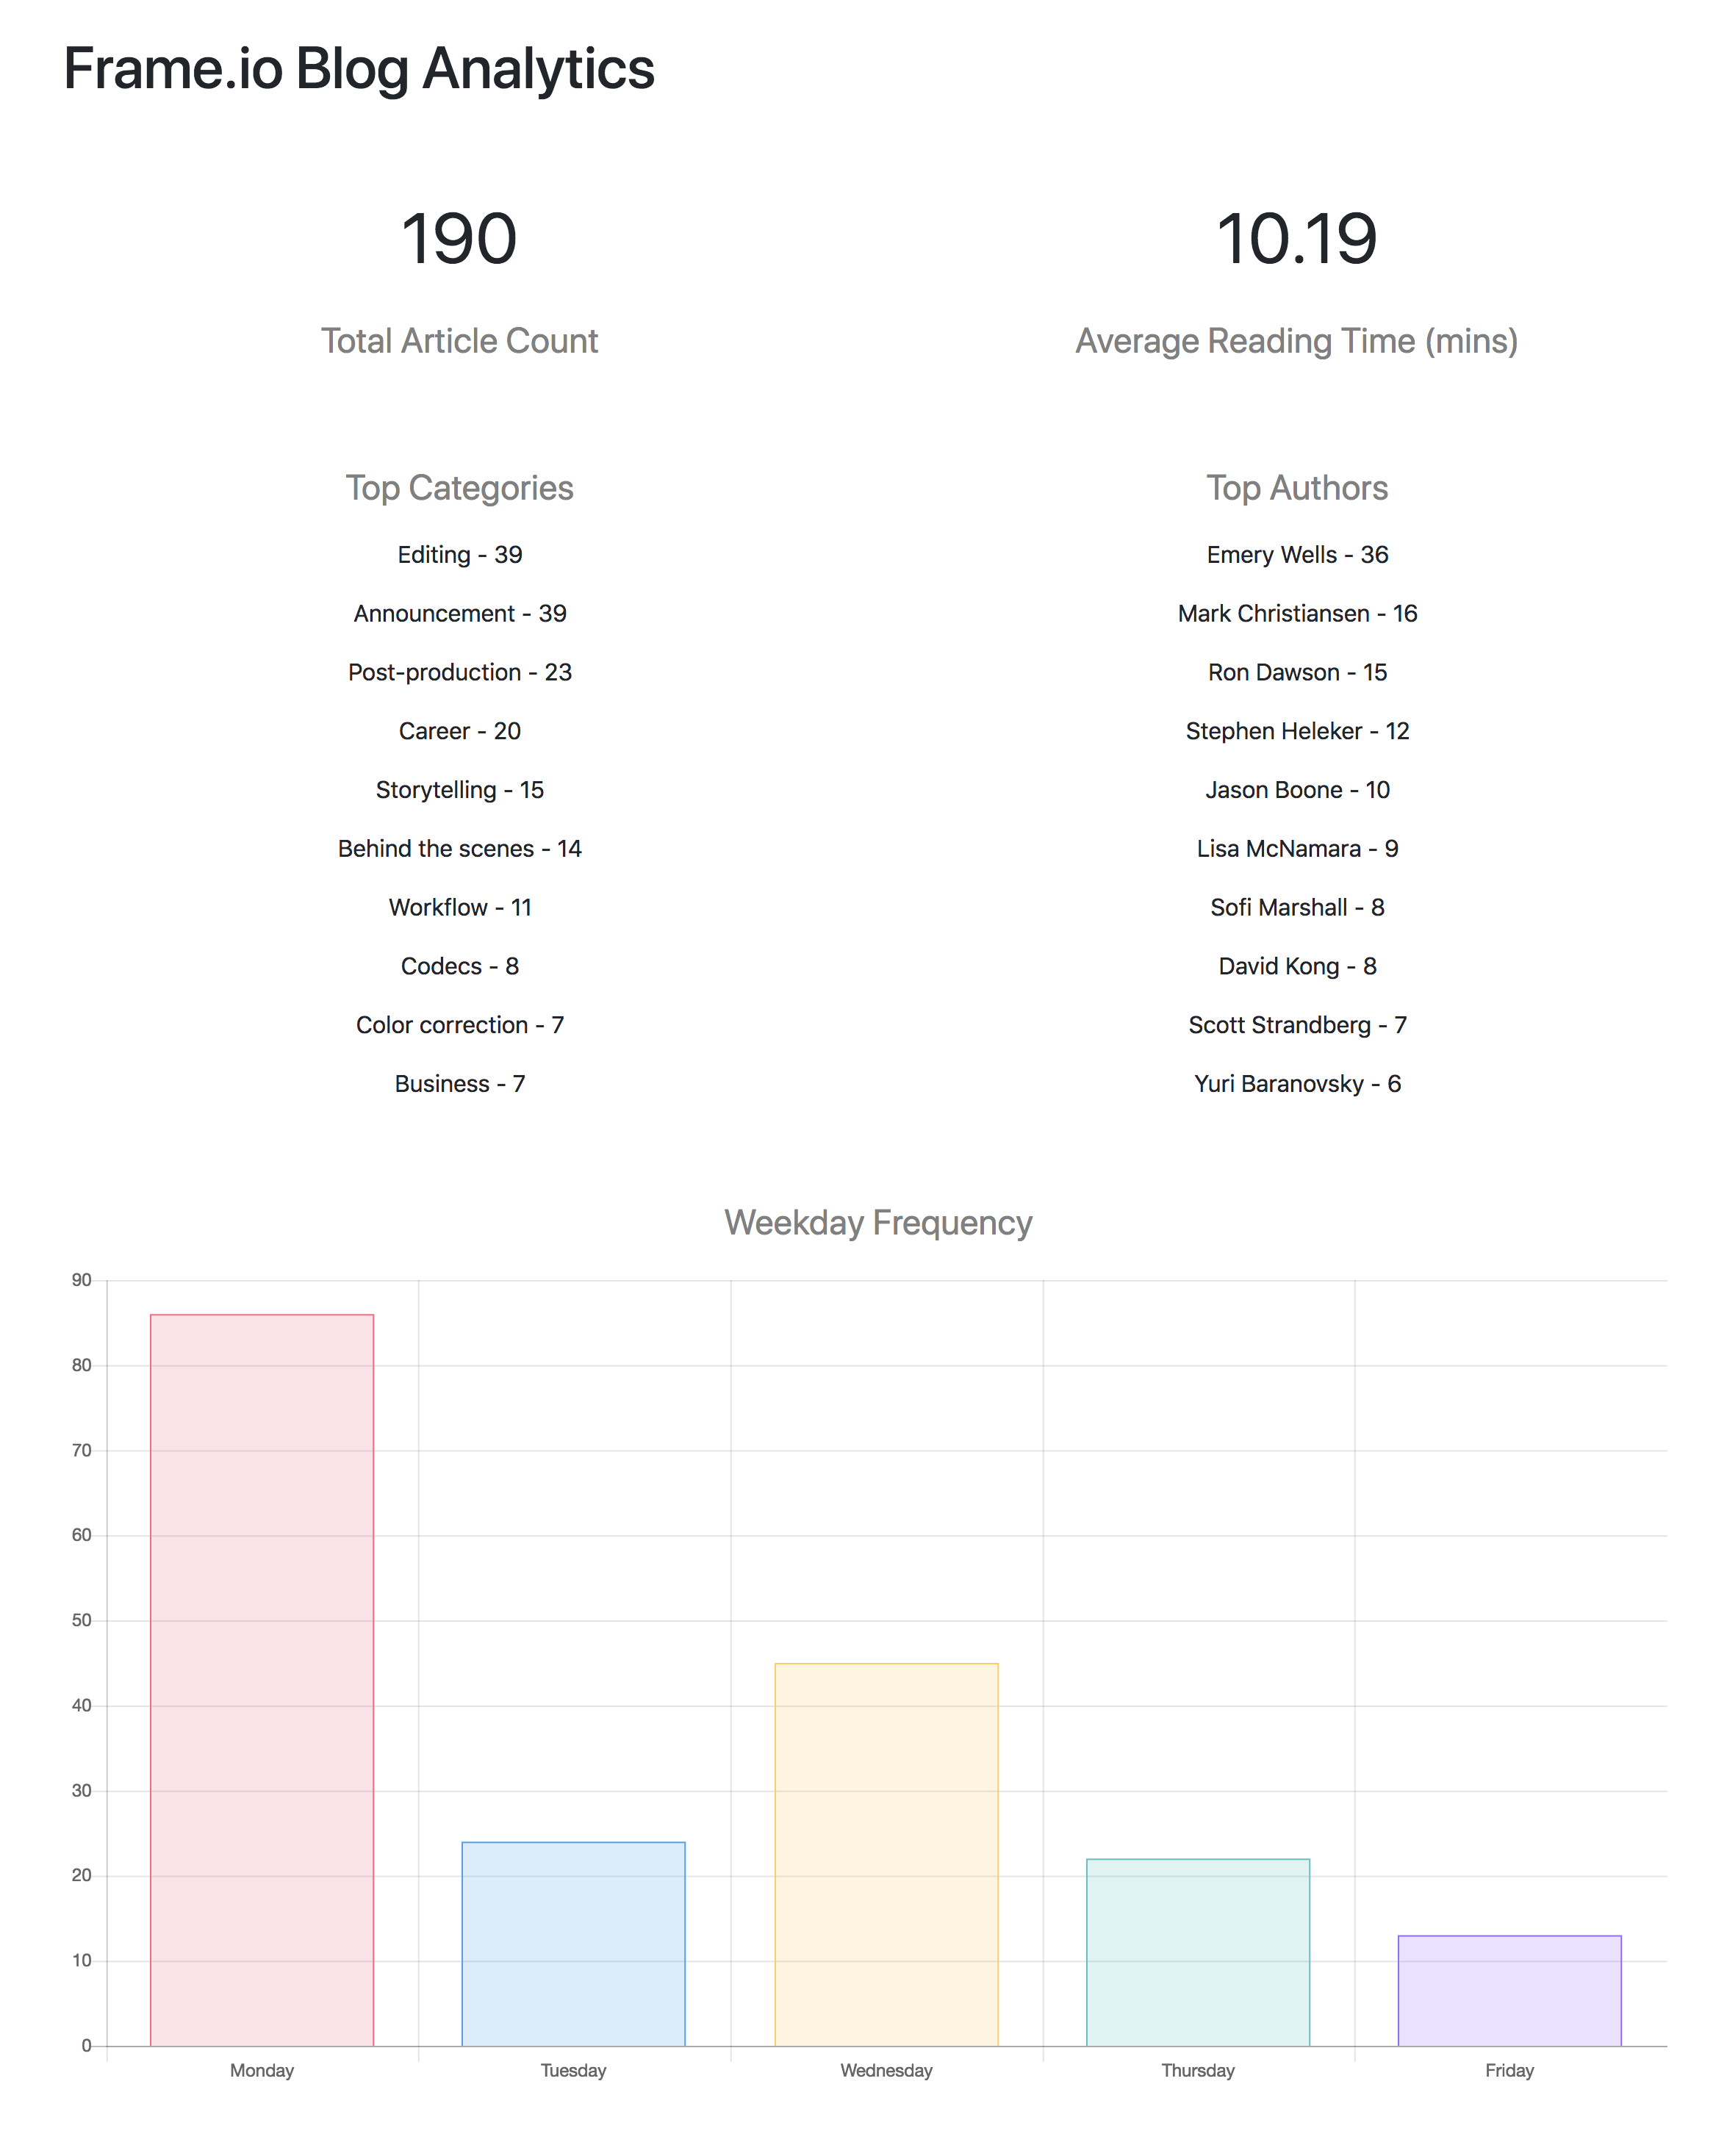 Frame.io Blog Analytics
190
Total Article Count
10.19
Average Reading Time (mins)
Top Categories
Editing - 39
Announcement - 39
Post-production - 23
Career - 20
Storytelling - 15
Behind the scenes - 14
Workflow - 11
Codecs - 8
Color correction - 7
Business - 7
Top Authors
Emery Wells - 36
Mark Christiansen - 16
Ron Dawson - 15
Stephen Heleker - 12
Jason Boone - 10
Lisa McNamara - 9
Sofi Marshall - 8
David Kong - 8
Scott Strandberg - 7
Yuri Baranovsky - 6
Weekday Frequency
90
80
70
60
50
40
30
20
10
0
Monday Tuesday Wednesday Thursday Friday